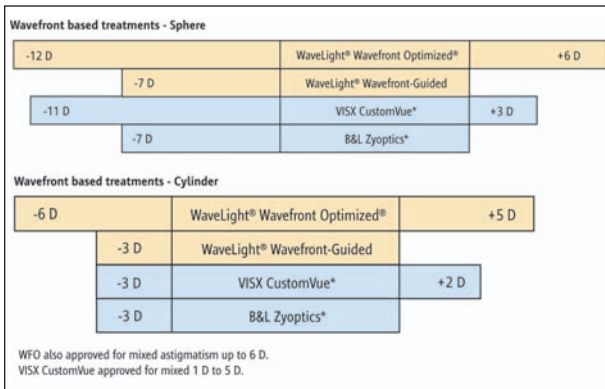 Wavefront based treatments - Sphere
-12 D WaveLight® Wavefront Optimized® +6 D
-7 D WaveLight® Wavefront-Guided
-11 D VISX CustomVue* +3 D
-7 D B&L Zyoptics*
Wavefront based treatments - Cylinder
-6 D WaveLight® Wavefront Optimized® +5 D
-3 D WaveLight® Wavefront-Guided
-3 D VISX CustomVue* +2 D
-3 D B&L Zyoptics*
WFO also approved for mixed astigmatism up to 6 D.
VISX CustomVue approved for mixed 1 D to 5 D.